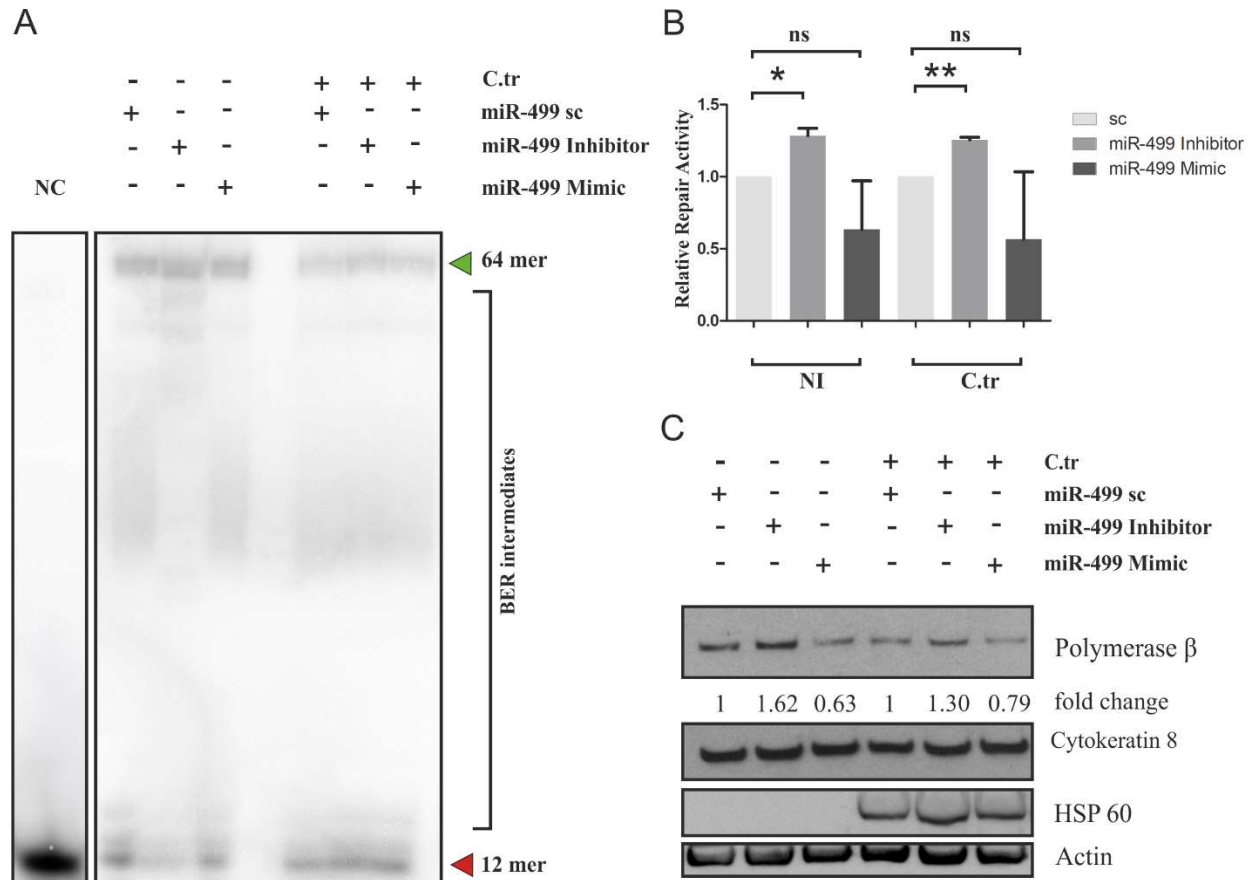 A
- - - + + + C.tr
+ - - + - - miR-499 sc
- + - - + - miR-499 Inhibitor
NC - - + - - + miR-499 Mimic
64 mer
BER intermediates
12 mer
B
ns ns
* **
1.5
1.0
0.5
0.0
Relative Repair Activity
NI C.tr
sc
miR-499 Inhibitor
miR-499 Mimic
C
- - - + + + C.tr
+ - - + - - miR-499 sc
- + - - + - miR-499 Inhibitor
- - + - - + miR-499 Mimic
Polymerase β
1 1.62 0.63 1 1.30 0.79 fold change
Cytokeratin 8
HSP 60
Actin